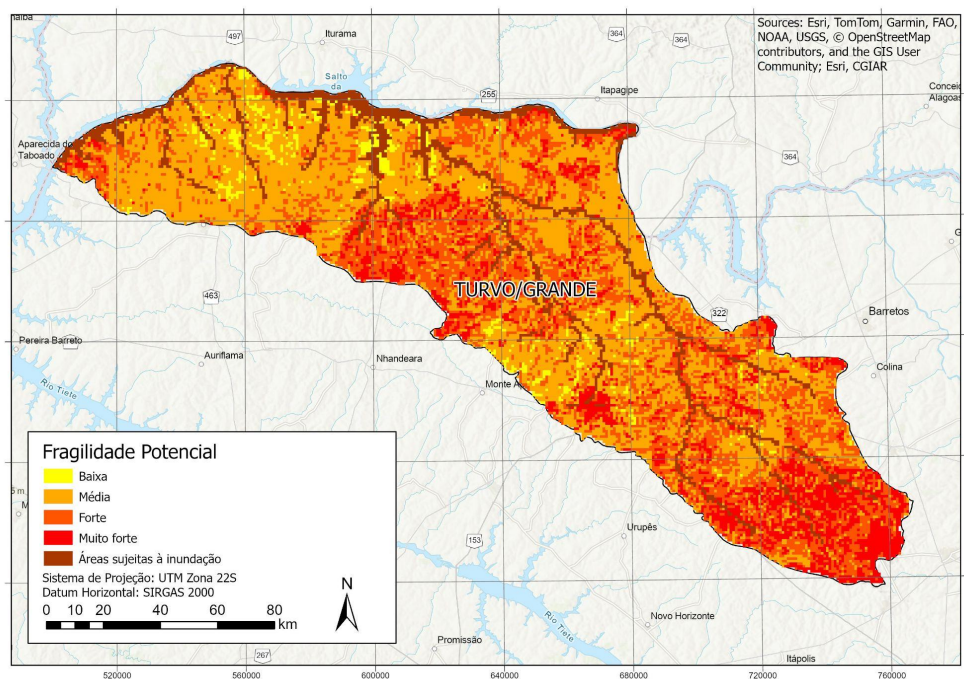 Sources: Esri, TomTom, Garmin, FAO,
NOAA, USGS, © OpenStreetMap
contributors, and the GIS User
Community; Esri, CGIAR
naíba
497
Iturama
364
364
Salto
da
255
Itapagipe
Conceic
Alagoas
Aparecida do
Taboado
364
TURVO/GRANDE
463
322
Barretos
Pereira Barreto
Auriflama
Nhandeara
Colina
Rio Tiete
Monte A
Fragilidade Potencial
Baixa
Média
Forte
Muito forte
Áreas sujeitas à inundação
Sistema de Projeção: UTM Zona 22S
Datum Horizontal: SIRGAS 2000
N
0 10 20 40 60 80
km
153
Urupês
Rio Tiete
Novo Horizonte
Promissão
267
Itápolis
520000 560000 600000 640000 680000 720000 760000